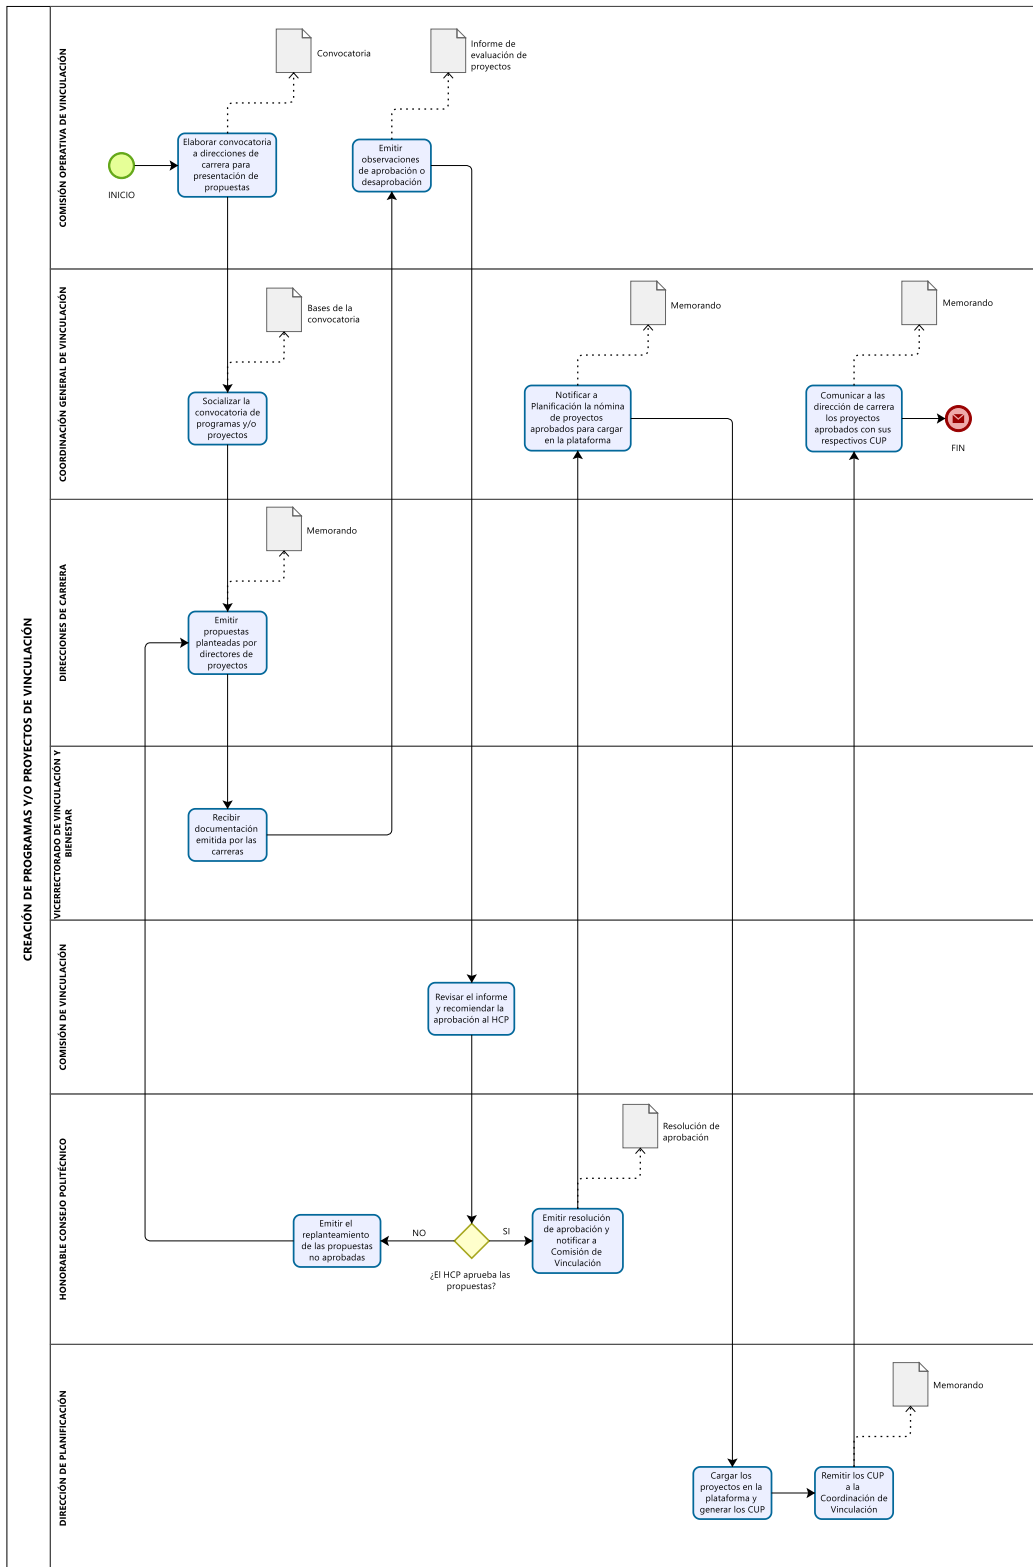 CREACIÓN DE PROGRAMAS Y/O PROYECTOS DE VINCULACIÓN
COMISIÓN OPERATIVA DE VINCULACIÓN
Convocatoria
Informe de
evaluación de
proyectos
INICIO
Elaborar convocatoria
a direcciones de
carrera para
presentación de
propuestas
Emitir
observaciones
de aprobación o
desaprobación
COORDINACIÓN GENERAL DE VINCULACIÓN
Bases de la
convocatoria
Memorando
Memorando
Socializar la
convocatoria de
programas y/o
proyectos
Notificar a
Planificación la nómina
de proyectos
aprobados para cargar
en la plataforma
Comunicar a las
dirección de carrera
los proyectos
aprobados con sus
respectivos CUP
FIN
DIRECCIONES DE CARRERA
Memorando
Emitir
propuestas
planteadas por
directores de
proyectos
VICERRECTORADO DE VINCULACIÓN Y
BIENESTAR
Recibir
documentación
emitida por las
carreras
COMISIÓN DE VINCULACIÓN
Revisar el informe
y recomiendar la
aprobación al HCP
HONORABLE CONSEJO POLITÉCNICO
Resolución de
aprobación
Emitir el
replanteamiento
de las propuestas
no aprobadas
NO
SI
¿El HCP aprueba las
propuestas?
Emitir resolución
de aprobación y
notificar a
Comisión de
Vinculación
DIRECCIÓN DE PLANIFICACIÓN
Memorando
Cargar los
proyectos en la
plataforma y
generar los CUP
Remitir los CUP
a la
Coordinación de
Vinculación